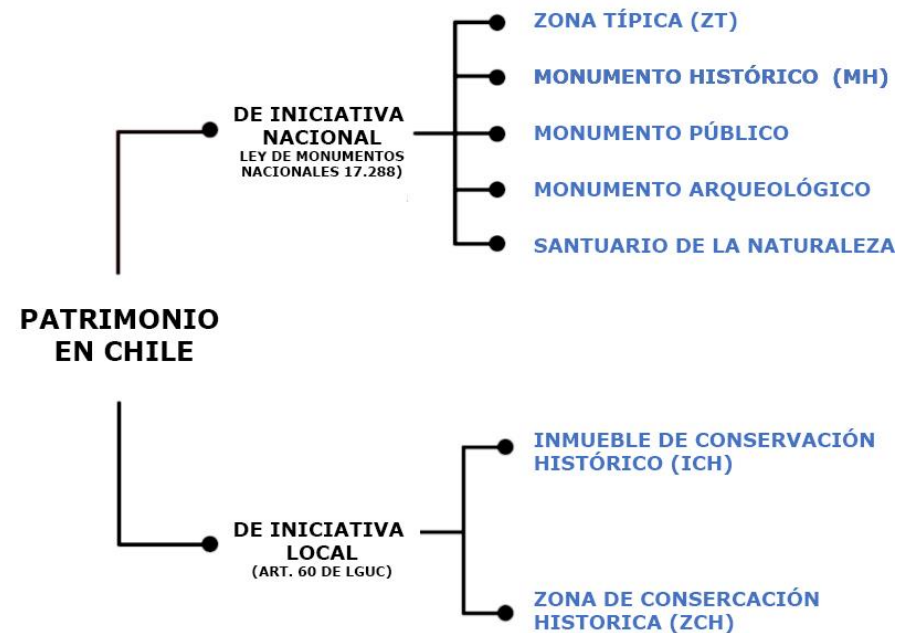 PATRIMONIO
EN CHILE
DE INICIATIVA
NACIONAL
LEY DE MONUMENTOS
NACIONALES 17.288)
ZONA TÍPICA (ZT)
MONUMENTO HISTÓRICO (MH)
MONUMENTO PÚBLICO
MONUMENTO ARQUEOLÓGICO
SANTUARIO DE LA NATURALEZA
DE INICIATIVA
LOCAL
(ART. 60 DE LGUC)
INMUEBLE DE CONSERVACIÓN
HISTÓRICO (ICH)
ZONA DE CONSERCACIÓN
HISTORICA (ZCH)